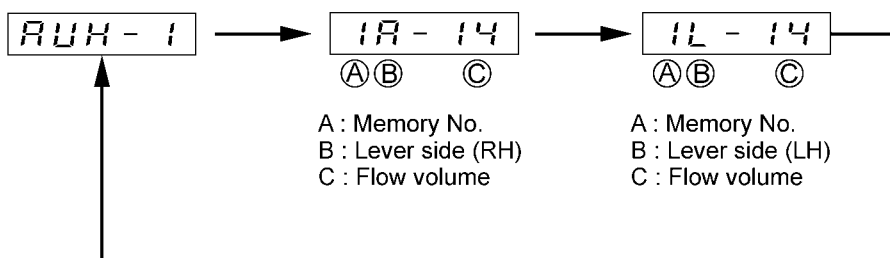 AUH - 1
1A - 14
1L - 14
Ⓐ Ⓑ Ⓒ
Ⓐ Ⓑ Ⓒ
A : Memory No.
B : Lever side (RH)
C : Flow volume
A : Memory No.
B : Lever side (LH)
C : Flow volume